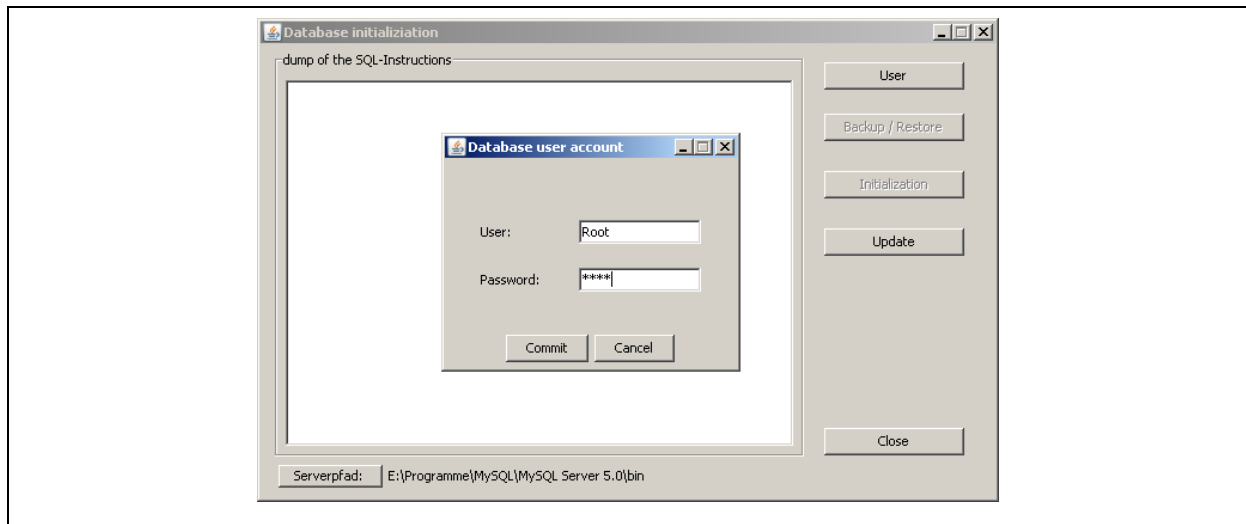 Database initializiation
dump of the SQL-Instructions
User
Backup / Restore
Database user account
Initialization
User: Root
Update
Password: ****
Commit Cancel
Close
Serverpfad: E:\Programme\MySQL\MySQL Server 5.0\bin